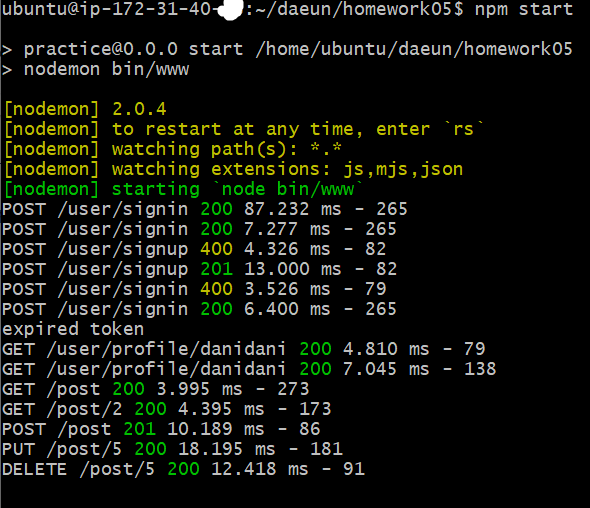 ubuntu@ip-172-31-40- :~/daeun/homework05$ npm start
> practice@0.0.0 start /home/ubuntu/daeun/homework05
> nodemon bin/www
[nodemon] 2.0.4
[nodemon] to restart at any time, enter `rs`
[nodemon] watching path(s): *.*
[nodemon] watching extensions: js,mjs,json
[nodemon] starting `node bin/www`
POST /user/signin 200 87.232 ms - 265
POST /user/signin 200 7.277 ms - 265
POST /user/signup 400 4.326 ms - 82
POST /user/signup 201 13.000 ms - 82
POST /user/signin 400 3.526 ms - 79
POST /user/signin 200 6.400 ms - 265
expired token
GET /user/profile/danidani 200 4.810 ms - 79
GET /user/profile/danidani 200 7.045 ms - 138
GET /post 200 3.995 ms - 273
GET /post/2 200 4.395 ms - 173
POST /post 201 10.189 ms - 86
PUT /post/5 200 18.195 ms - 181
DELETE /post/5 200 12.418 ms - 91